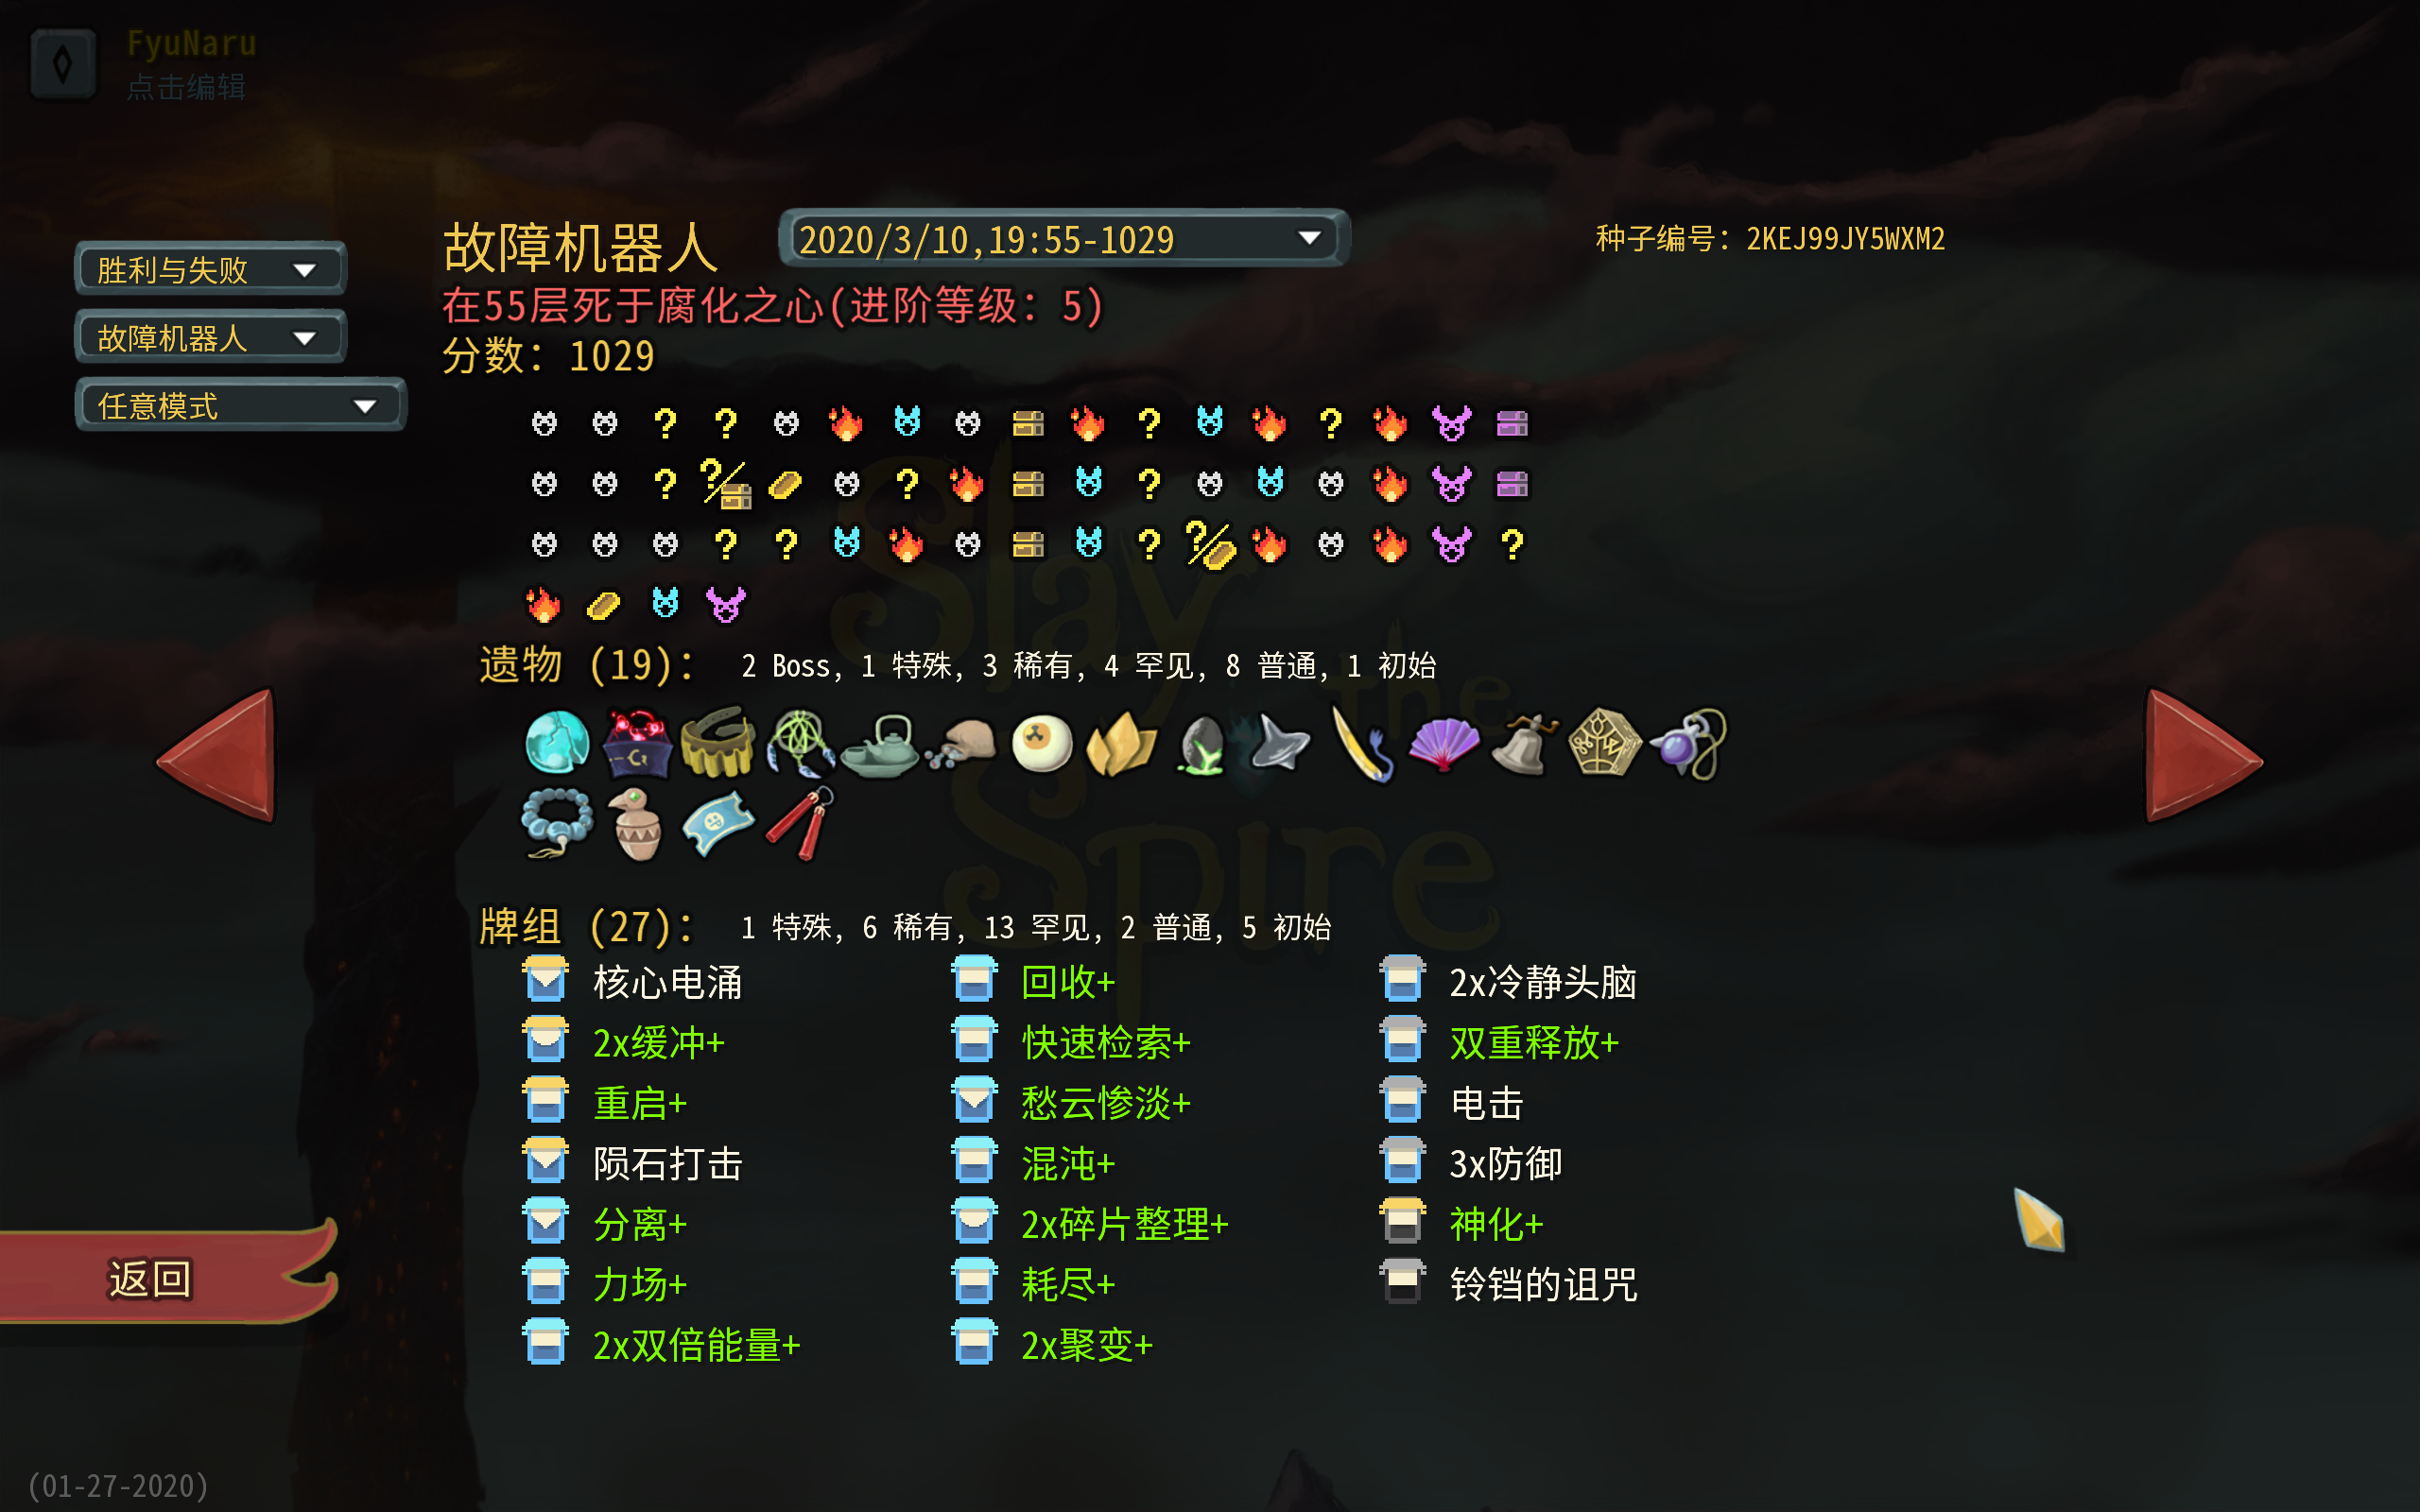 FyuNaru
点击编辑
胜利与失败
故障机器人
任意模式
故障机器人
2020/3/10,19:55-1029
种子编号: 2KEJ99JY5WXM2
在55层死于腐化之心(进阶等级: 5)
分数: 1029
遗物 (19): 2 Boss, 1 特殊, 3 稀有, 4 罕见, 8 普通, 1 初始
牌组 (27): 1 特殊, 6 稀有, 13 罕见, 2 普通, 5 初始
核心电涌
2x缓冲+
重启+
陨石打击
分离+
力场+
2x双倍能量+
回收+
快速检索+
愁云惨淡+
混沌+
2x碎片整理+
耗尽+
2x聚变+
2x冷静头脑
双重释放+
电击
3x防御
神化+
铃铛的诅咒
返回
(01-27-2020)
Slay
the
Spire